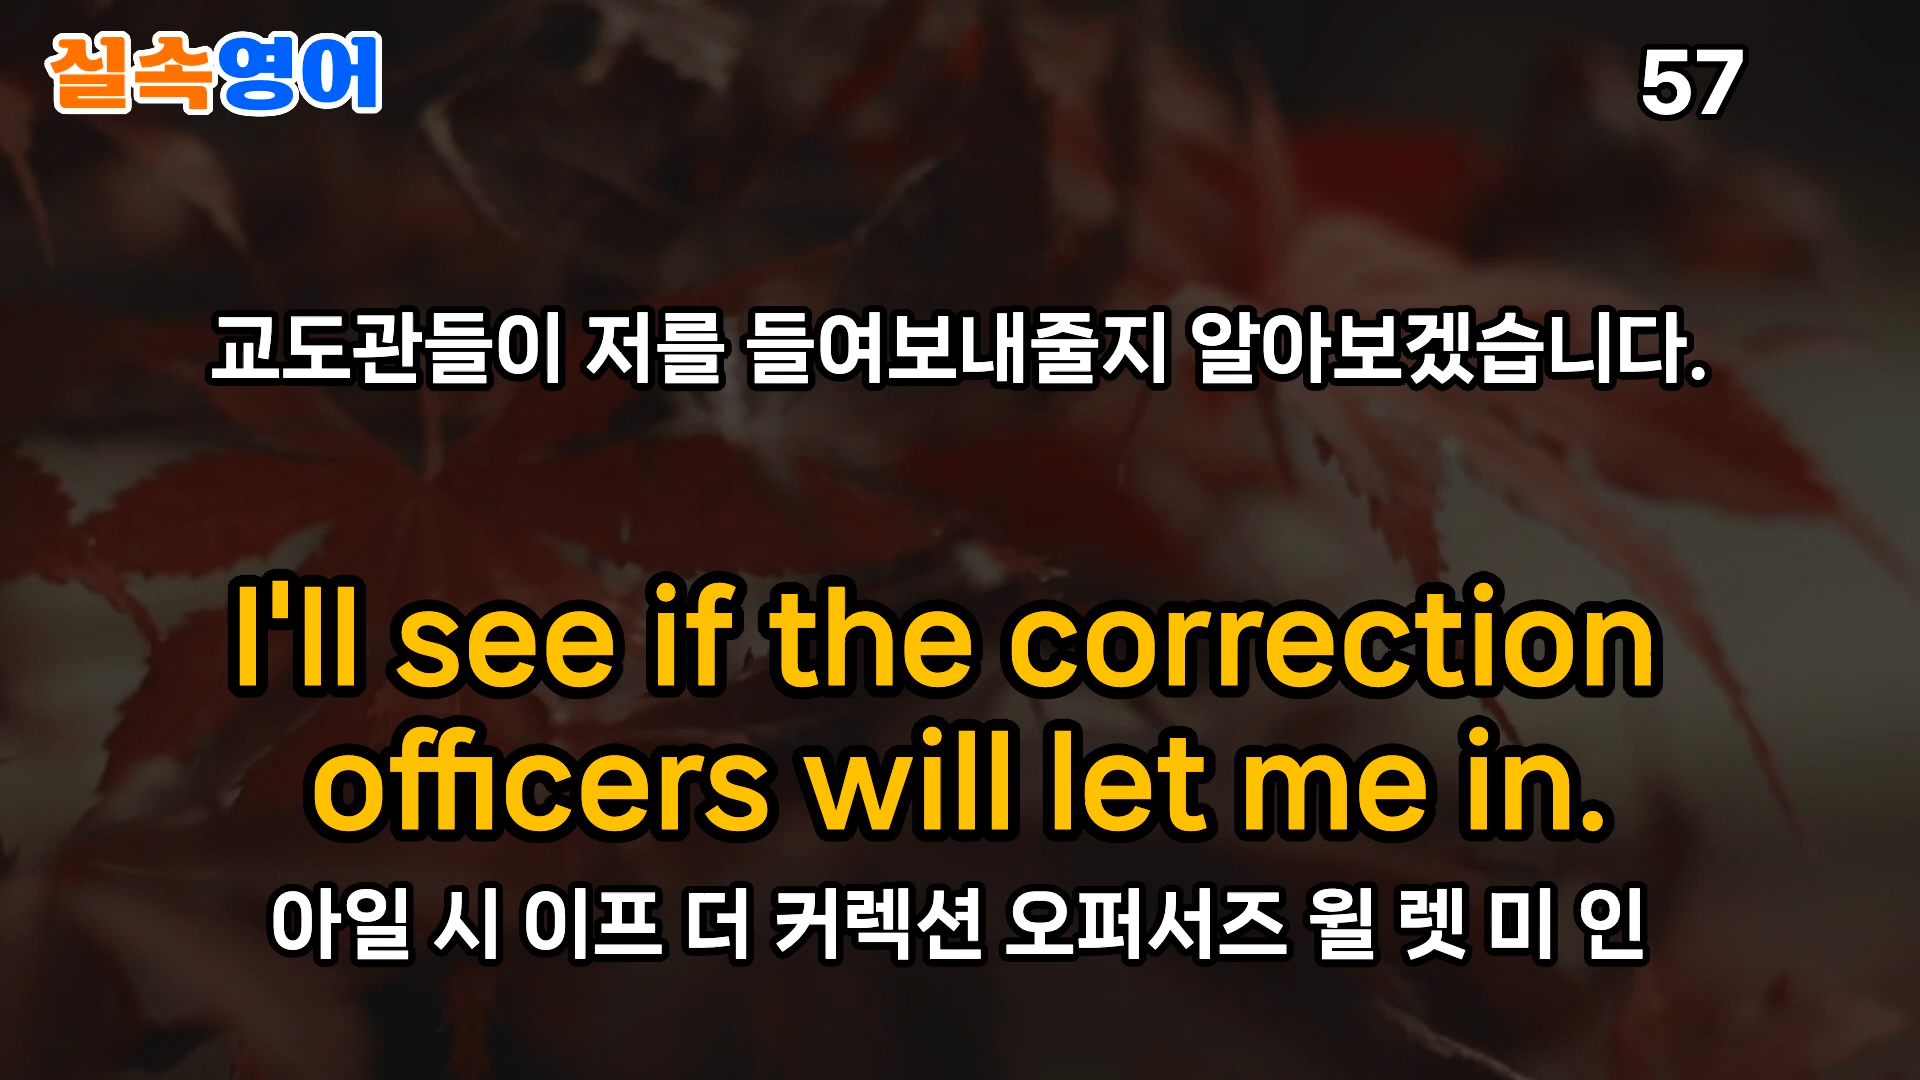 실속영어
57
교도관들이 저를 들여보내줄지 알아보겠습니다.
I'll see if the correction
officers will let me in.
아일 시 이프 더 커렉션 오퍼서즈 윌 렛 미 인